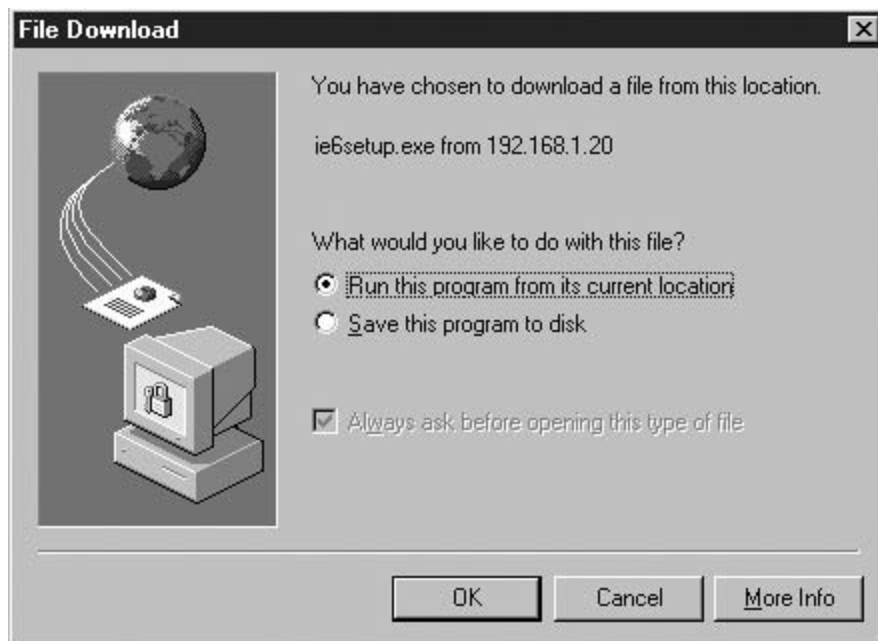 File Download
You have chosen to download a file from this location.
ie6setup.exe from 192.168.1.20
What would you like to do with this file?
Run this program from its current location
Save this program to disk
Always ask before opening this type of file
OK
Cancel
More Info